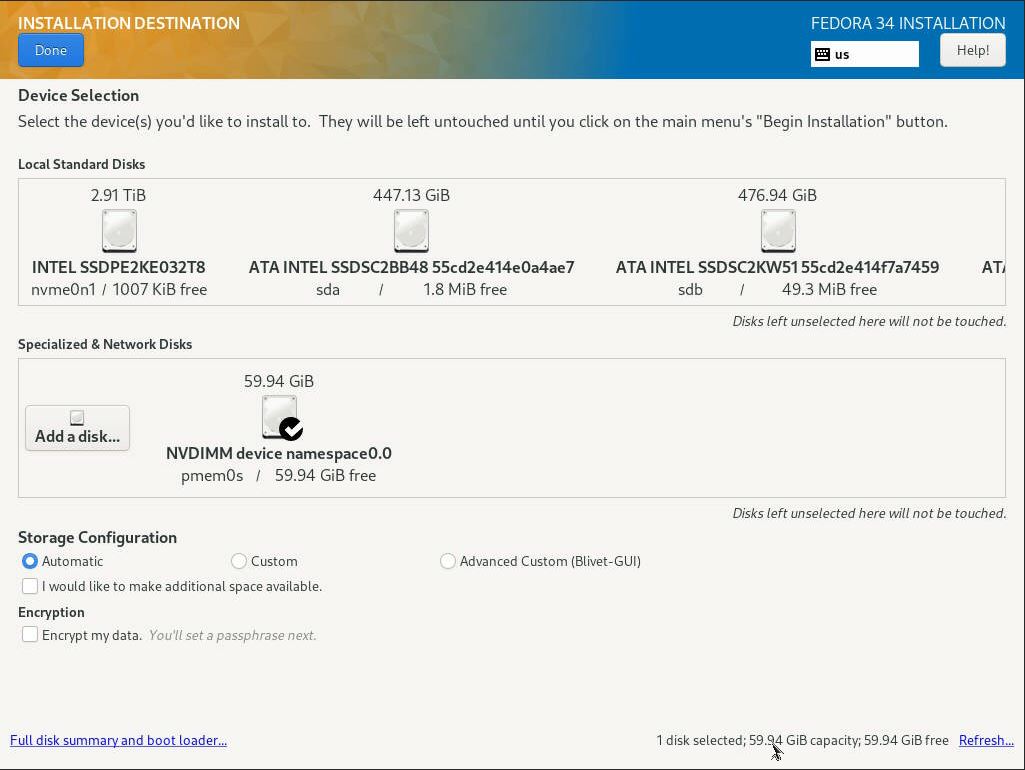 INSTALLATION DESTINATION
FEDORA 34 INSTALLATION
Done
us
Help!
Device Selection
Select the device(s) you'd like to install to.  They will be left untouched until you click on the main menu's "Begin Installation" button.
Local Standard Disks
2.91 TiB
INTEL SSDPE2KE032T8
nvme0n1 / 1007 KiB free
447.13 GiB
ATA INTEL SSDSC2BB48 55cd2e414e0a4ae7
sda / 1.8 MiB free
476.94 GiB
ATA INTEL SSDSC2KW51 55cd2e414f7a7459
sdb / 49.3 MiB free
Disks left unselected here will not be touched.
Specialized & Network Disks
Add a disk...
59.94 GiB
NVDIMM device namespace0.0
pmem0s / 59.94 GiB free
Disks left unselected here will not be touched.
Storage Configuration
Automatic
Custom
Advanced Custom (Blivet-GUI)
I would like to make additional space available.
Encryption
Encrypt my data. You'll set a passphrase next.
Full disk summary and boot loader...
1 disk selected; 59.94 GiB capacity; 59.94 GiB free
Refresh...